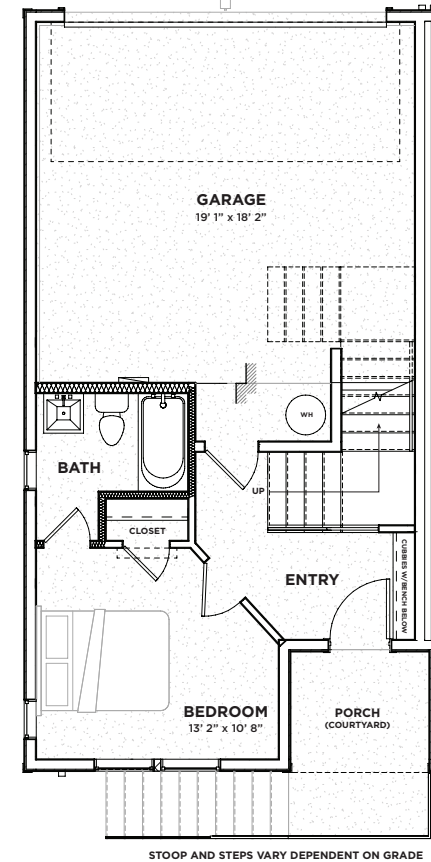 GARAGE
19' 1" x 18' 2"
WH
BATH
UP
CLOSET
CUBBIES W/BENCH BELOW
ENTRY
BEDROOM
13' 2" x 10' 8"
PORCH
(COURTYARD)
STOOP AND STEPS VARY DEPENDENT ON GRADE